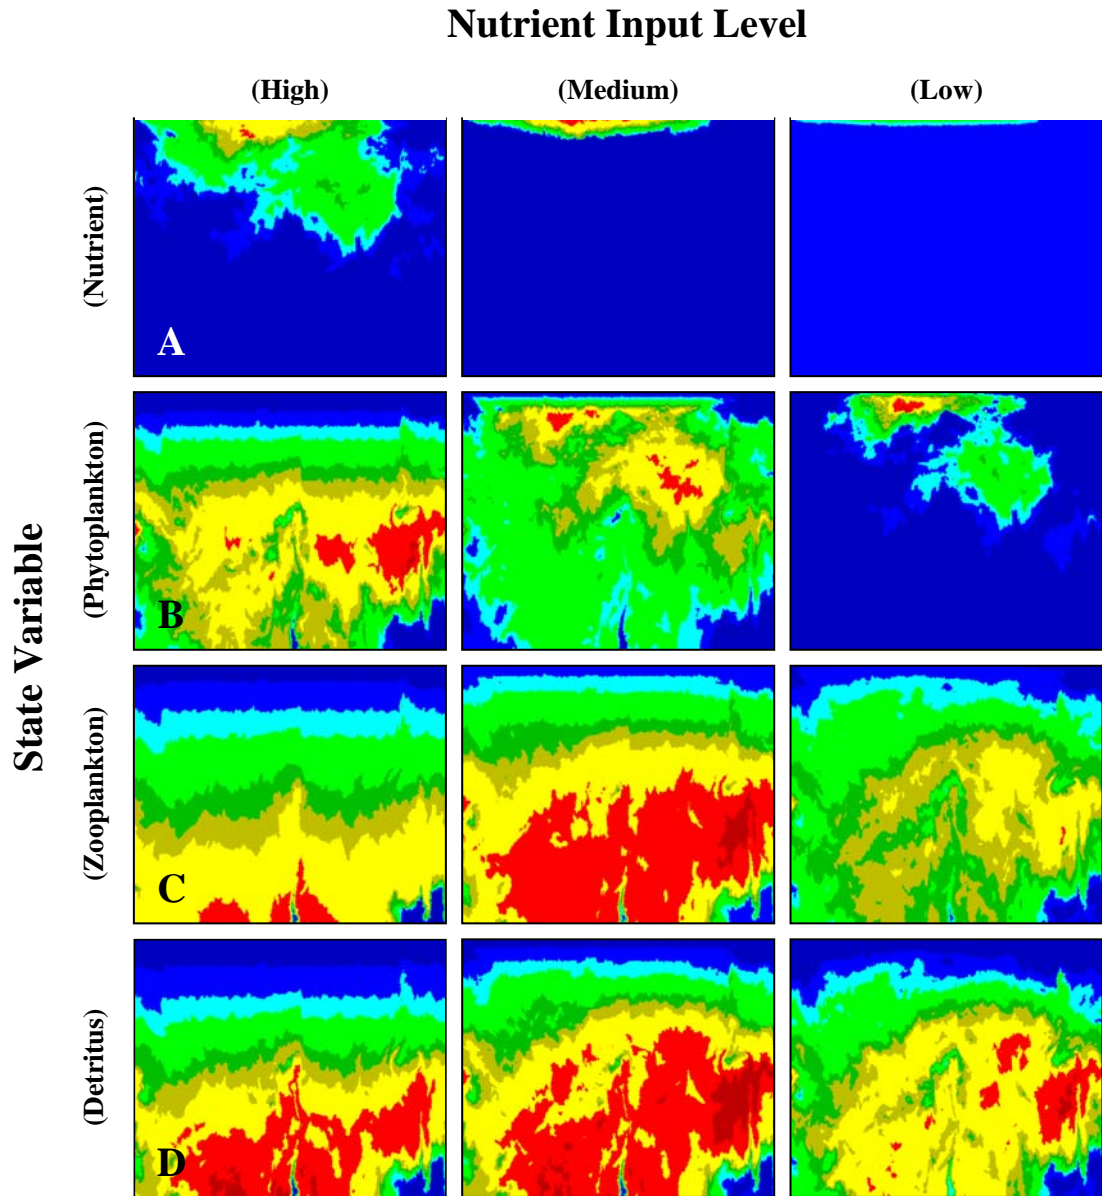 Nutrient Input Level
(High) (Medium) (Low)
State Variable
(Nutrient)
A
(Phytoplankton)
B
(Zooplankton)
C
(Detritus)
D